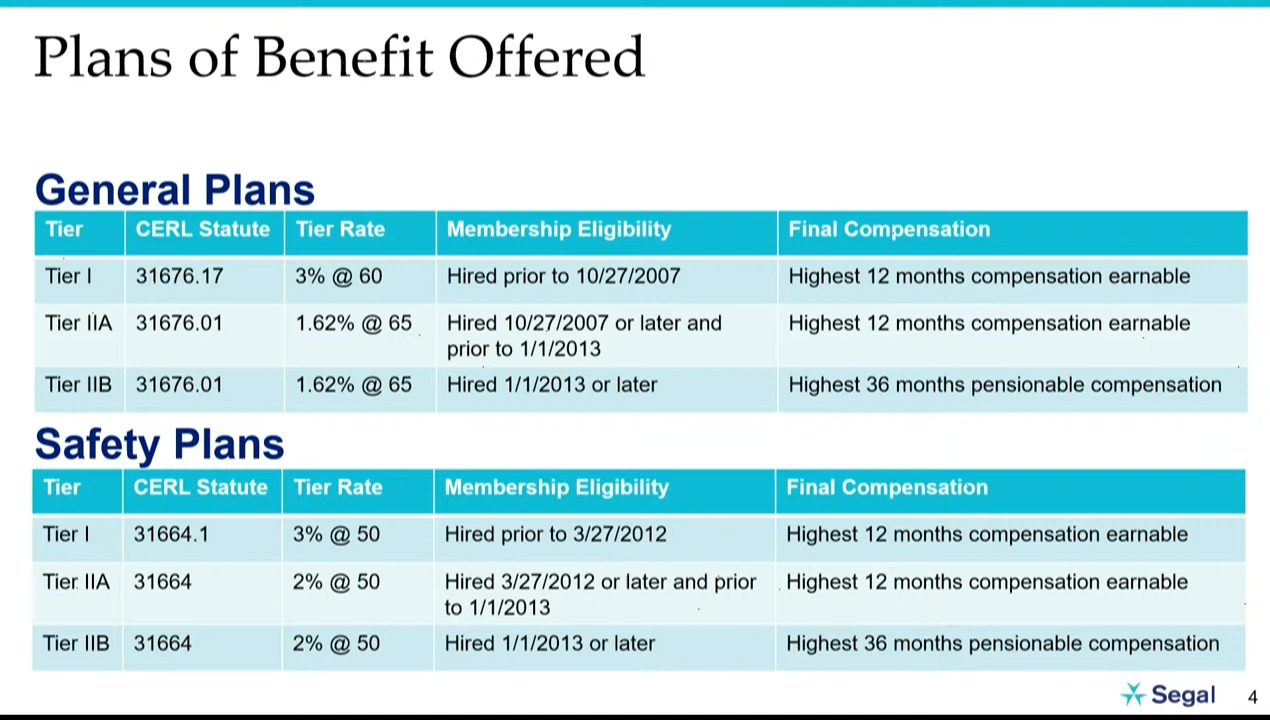 Plans of Benefit Offered
General Plans
Tier CERL Statute Tier Rate Membership Eligibility Final Compensation
Tier I 31676.17 3% @ 60 Hired prior to 10/27/2007 Highest 12 months compensation earnable
Tier IIA 31676.01 1.62% @ 65 Hired 10/27/2007 or later and Highest 12 months compensation earnable
prior to 1/1/2013
Tier IIB 31676.01 1.62% @ 65 Hired 1/1/2013 or later Highest 36 months pensionable compensation
Safety Plans
Tier CERL Statute Tier Rate Membership Eligibility Final Compensation
Tier I 31664.1 3% @ 50 Hired prior to 3/27/2012 Highest 12 months compensation earnable
Tier IIA 31664 2% @ 50 Hired 3/27/2012 or later and prior Highest 12 months compensation earnable
to 1/1/2013
Tier IIB 31664 2% @ 50 Hired 1/1/2013 or later Highest 36 months pensionable compensation
Segal 4